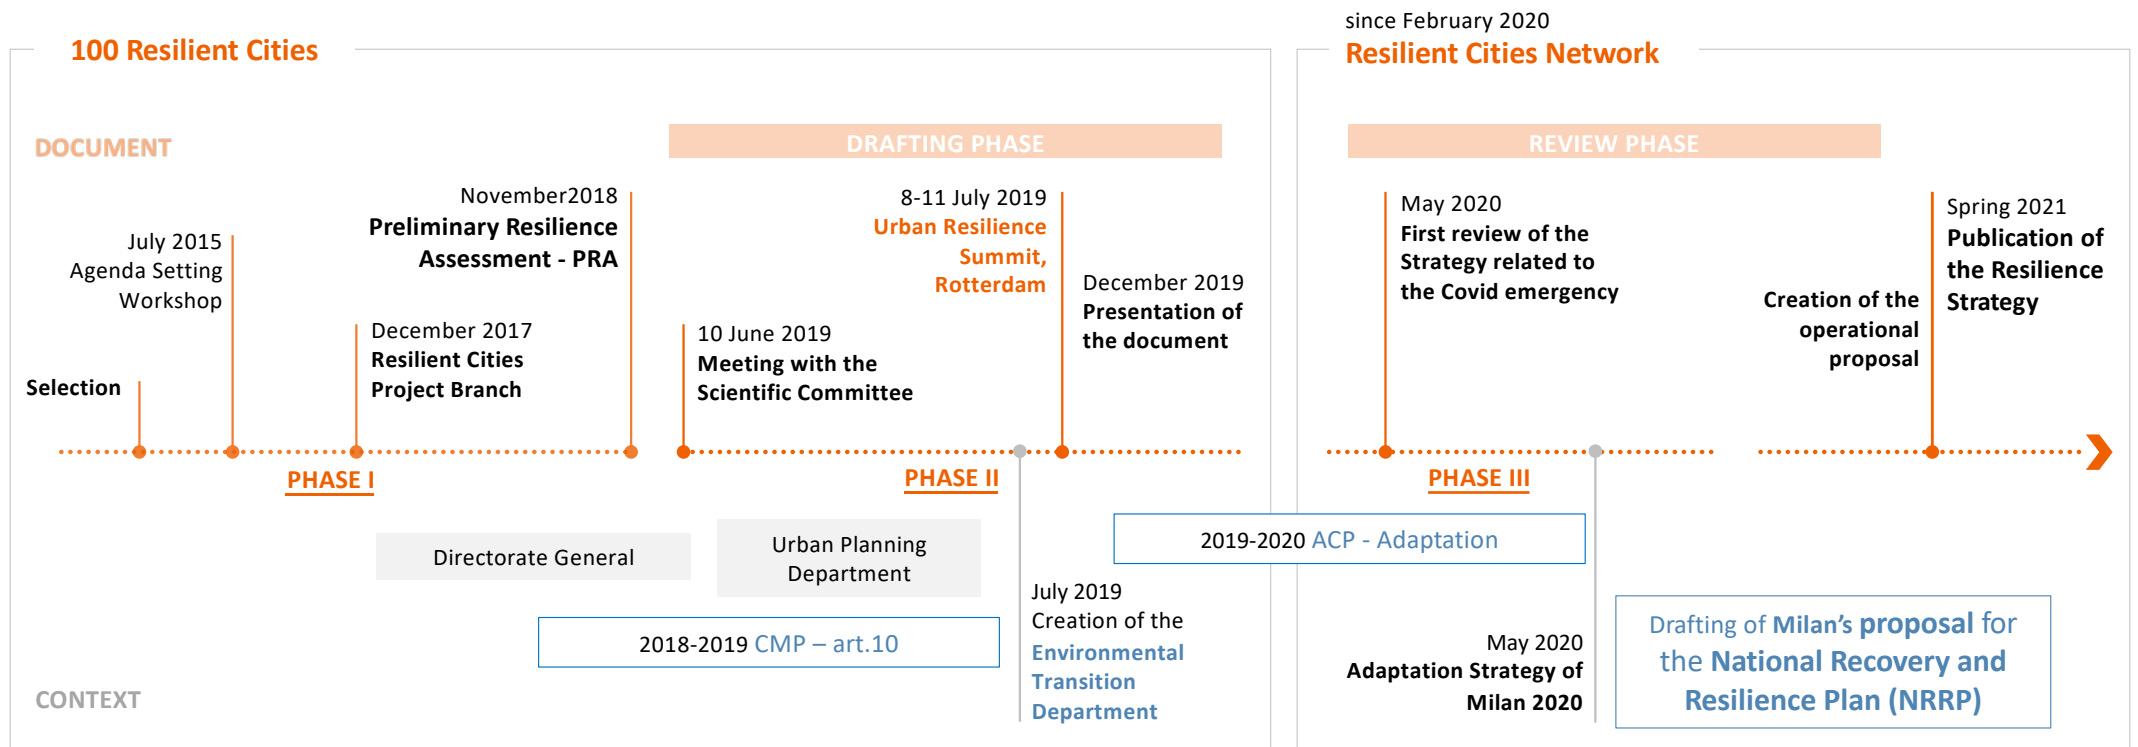 100 Resilient Cities
since February 2020
Resilient Cities Network
DOCUMENT
DRAFTING PHASE
REVIEW PHASE
Selection
July 2015
Agenda Setting
Workshop
December 2017
Resilient Cities
Project Branch
November2018
Preliminary Resilience
Assessment - PRA
10 June 2019
Meeting with the
Scientific Committee
8-11 July 2019
Urban Resilience
Summit,
Rotterdam
December 2019
Presentation of
the document
May 2020
First review of the
Strategy related to
the Covid emergency
Creation of the
operational
proposal
Spring 2021
Publication of
the Resilience
Strategy
PHASE I
PHASE II
PHASE III
Directorate General
Urban Planning
Department
2018-2019 CMP – art.10
July 2019
Creation of the
Environmental
Transition
Department
2019-2020 ACP - Adaptation
May 2020
Adaptation Strategy of
Milan 2020
Drafting of Milan’s proposal for
the National Recovery and
Resilience Plan (NRRP)
CONTEXT